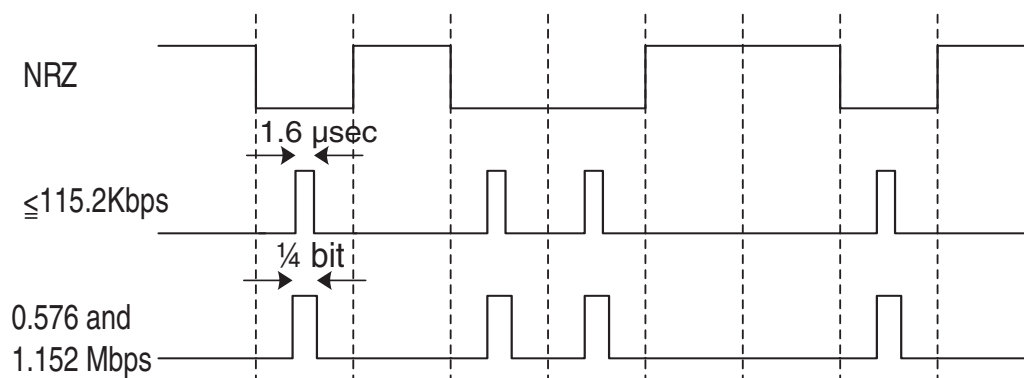 NRZ
1.6 μsec
≦115.2Kbps
¼ bit
0.576 and
1.152 Mbps